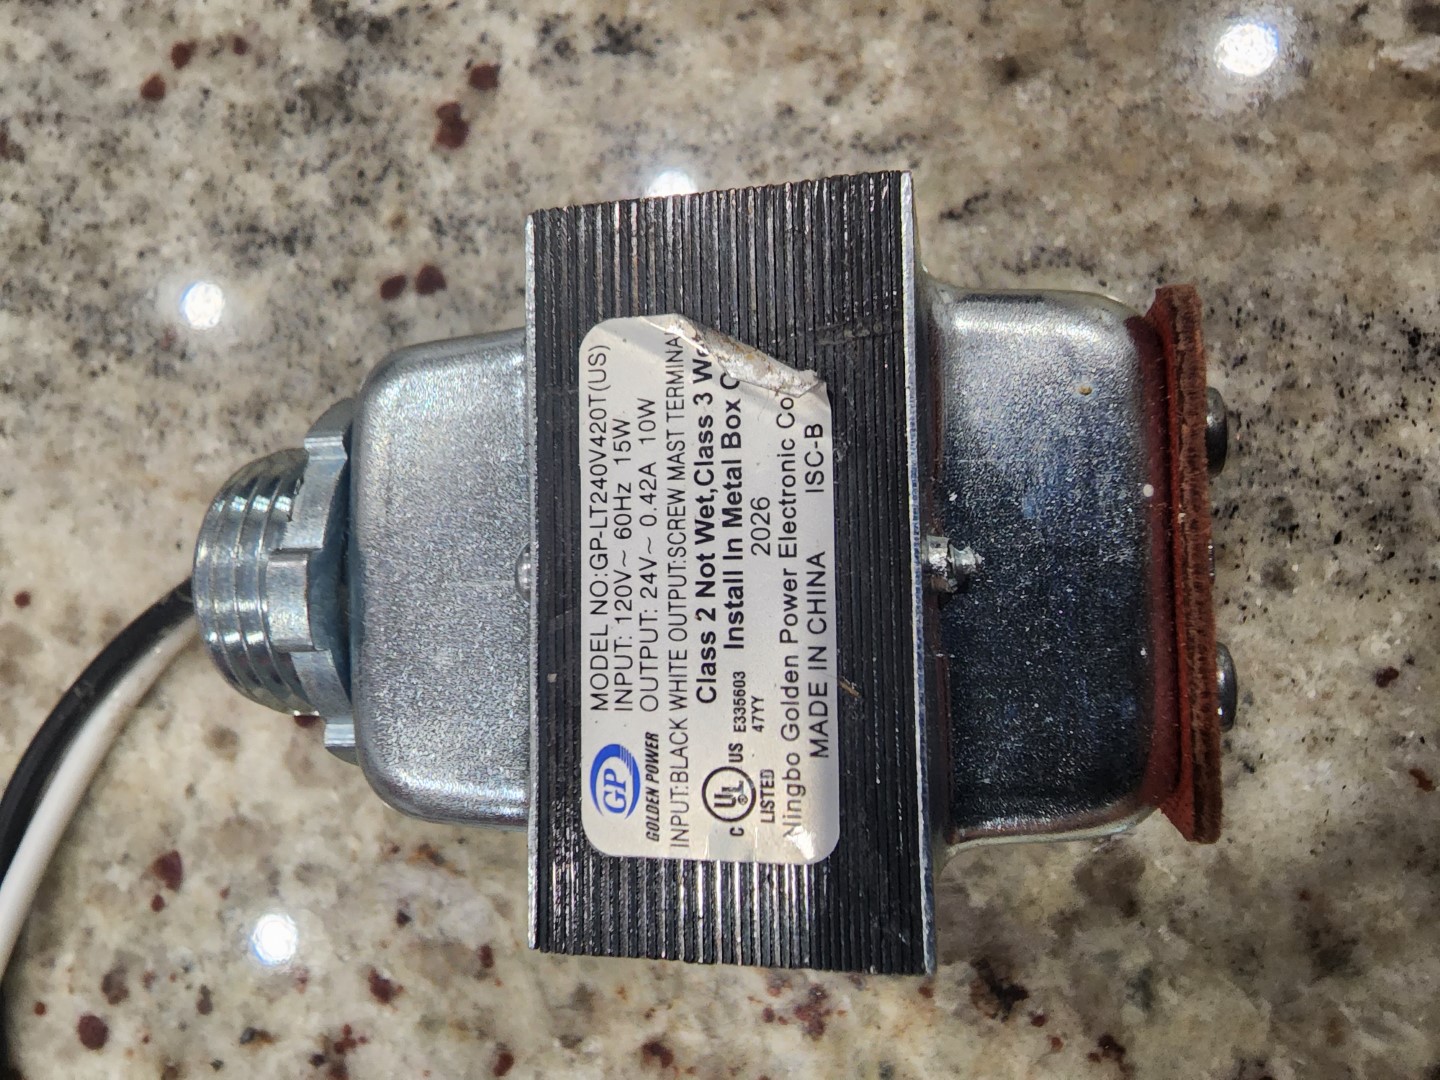 GP
GOLDEN POWER
MODEL NO:GP-LT240V420T(US)
INPUT: 120V~ 60Hz 15W
OUTPUT: 24V~ 0.42A 10W
INPUT:BLACK WHITE OUTPUT:SCREW MAST
Class 2 Not Wet,Class 3
Install In Metal Box
C UL US
LISTED
E335603
47YY
2026
Ningbo Golden Power Electronic Co
MADE IN CHINA ISC-B